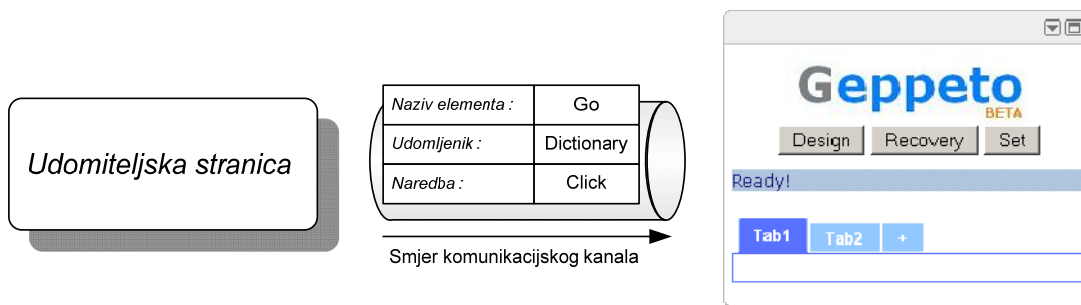 Udomiteljska stranica
Naziv elementa : Go
Udomljenik : Dictionary
Naredba : Click
Smjer komunikacijskog kanala
Geppeto
BETA
Design Recovery Set
Ready!
Tab1 Tab2 +